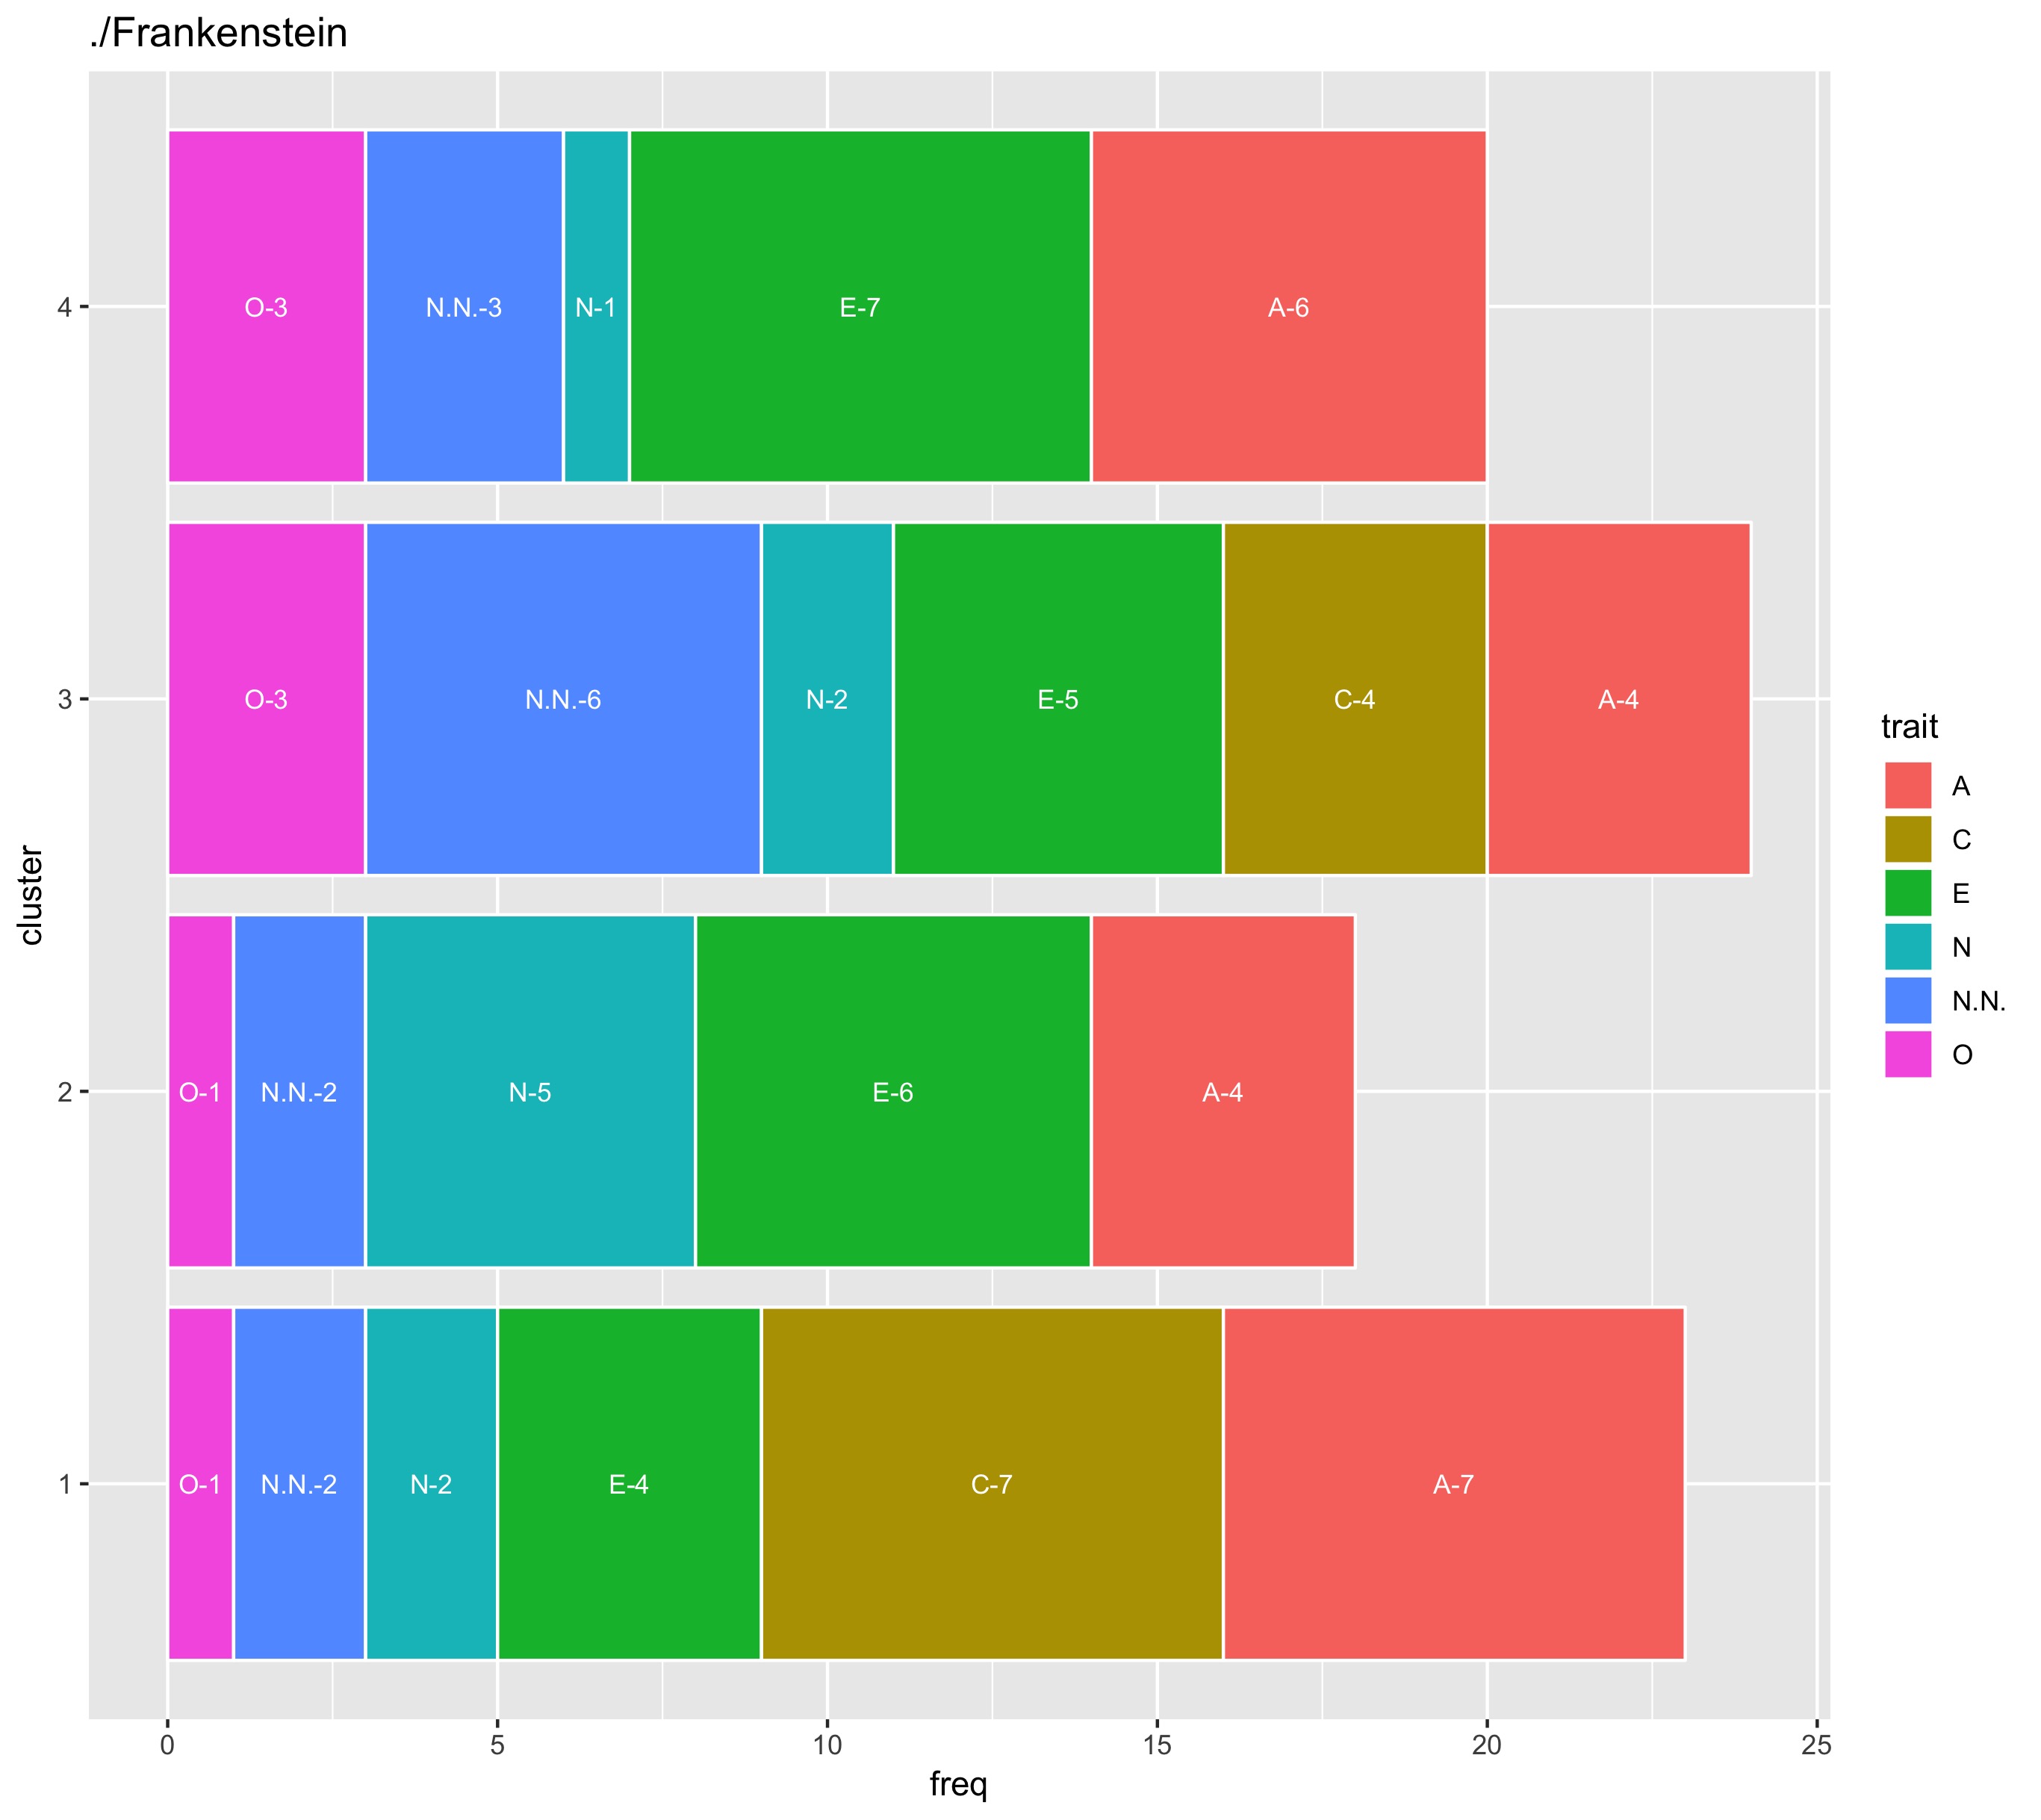 ./Frankenstein
4
O-3 N.N.-3 N-1 E-7 A-6
3
O-3 N.N.-6 N-2 E-5 C-4 A-4
2
O-1 N.N.-2 N-5 E-6 A-4
1
O-1 N.N.-2 N-2 E-4 C-7 A-7
cluster
0 5 10 15 20 25
freq
trait
A
C
E
N
N.N.
O